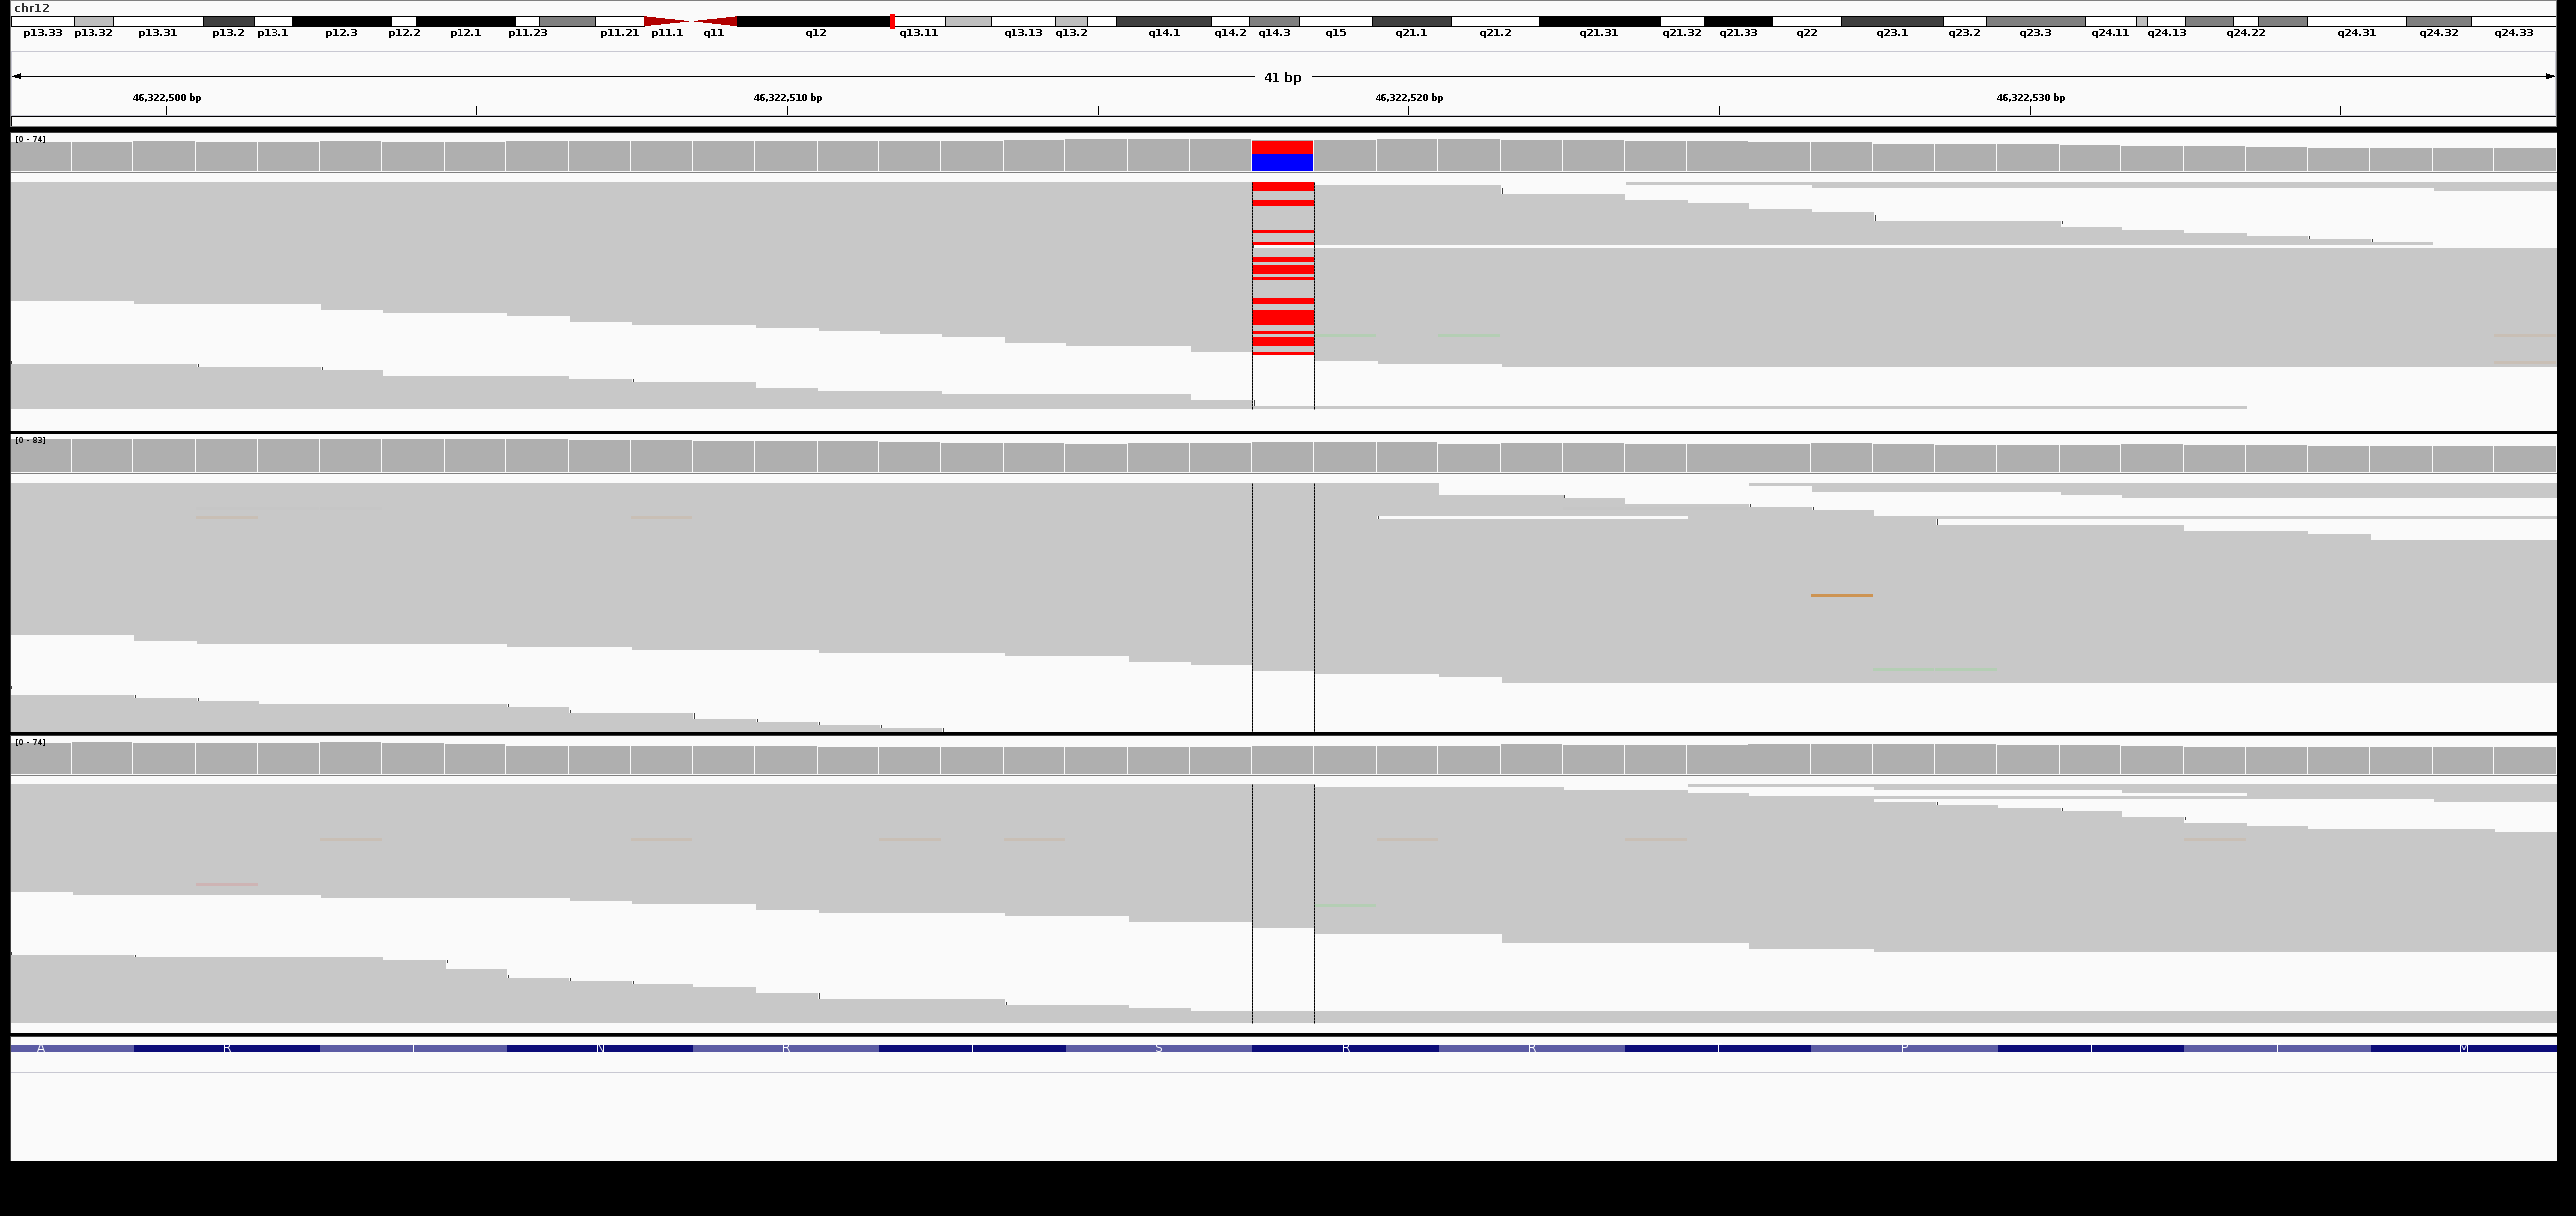 chr12
p13.33 p13.32 p13.31 p13.2 p13.1 p12.3 p12.2 p12.1 p11.23 p11.21 p11.1 q11 q12 q13.11 q13.13 q13.2 q14.1 q14.2 q14.3 q15 q21.1 q21.2 q21.31 q21.32 q21.33 q22 q23.1 q23.2 q23.3 q24.11 q24.13 q24.22 q24.31 q24.32 q24.33
41 bp
46,322,500 bp 46,322,510 bp 46,322,520 bp 46,322,530 bp
[0 - 74]
[0 - 83]
[0 - 74]
A R I N R I S R R I P I I M